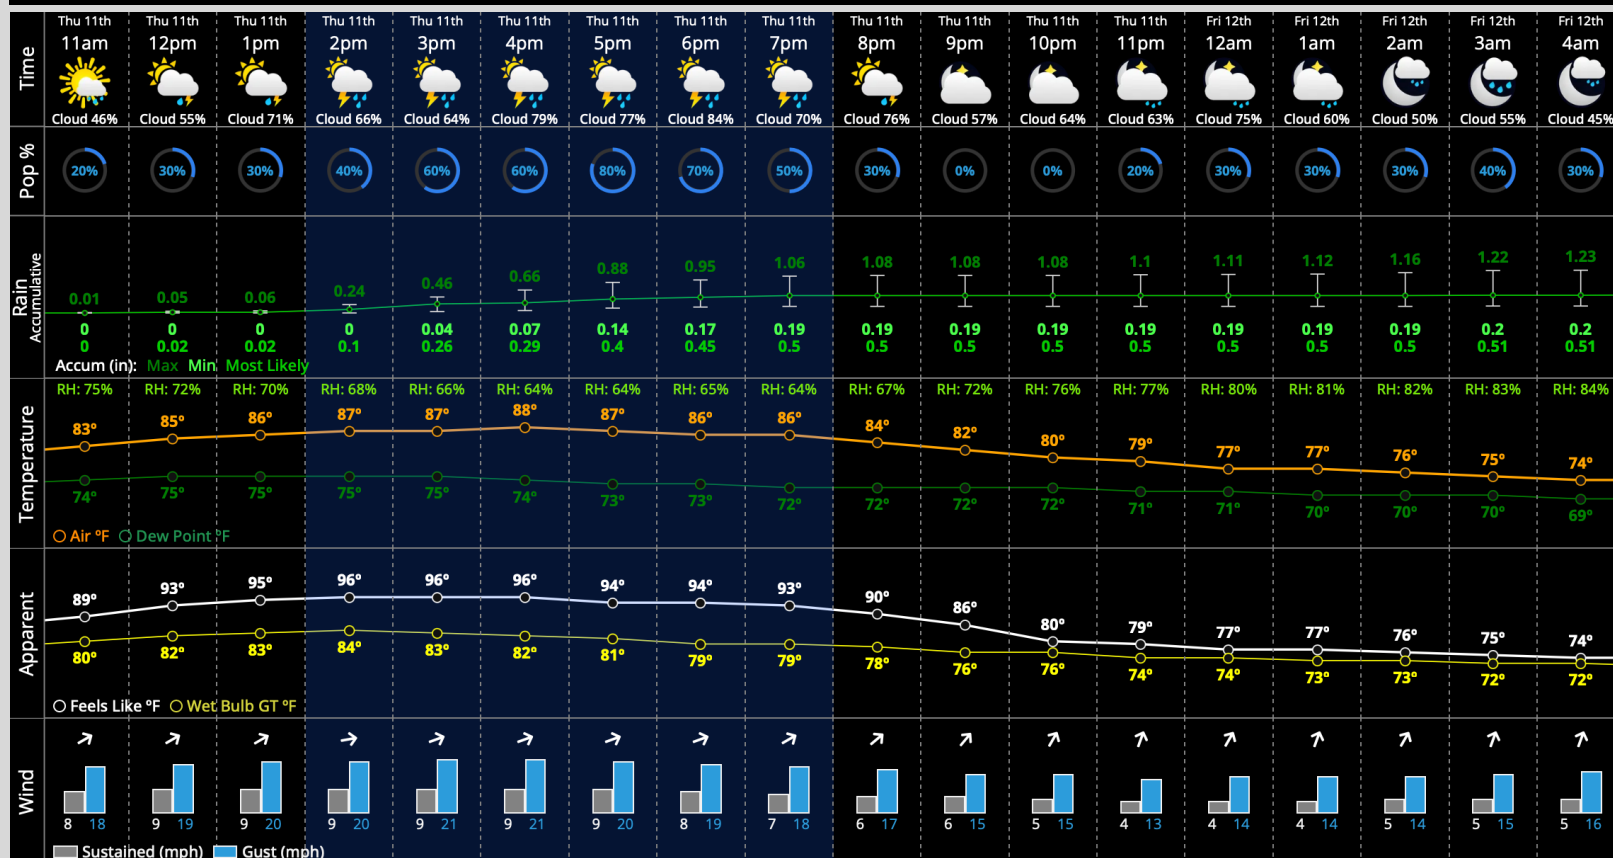 Time
Thu 11th Thu 11th Thu 11th Thu 11th Thu 11th Thu 11th Thu 11th Thu 11th Thu 11th Thu 11th Thu 11th Thu 11th Thu 11th Fri 12th Fri 12th Fri 12th Fri 12th Fri 12th
11am 12pm 1pm 2pm 3pm 4pm 5pm 6pm 7pm 8pm 9pm 10pm 11pm 12am 1am 2am 3am 4am
Cloud 46% Cloud 55% Cloud 71% Cloud 66% Cloud 64% Cloud 79% Cloud 77% Cloud 84% Cloud 70% Cloud 76% Cloud 57% Cloud 64% Cloud 63% Cloud 75% Cloud 60% Cloud 50% Cloud 55% Cloud 45%
Pop %
20% 30% 30% 40% 60% 60% 80% 70% 50% 30% 0% 0% 20% 30% 30% 30% 40% 30%
Rain
Accumulative
0.01 0.05 0.06 0.24 0.46 0.66 0.88 0.95 1.06 1.08 1.08 1.08 1.1 1.11 1.12 1.16 1.22 1.23
0 0 0 0 0.04 0.07 0.14 0.17 0.19 0.19 0.19 0.19 0.19 0.19 0.19 0.19 0.2 0.2
0 0.02 0.02 0.1 0.26 0.29 0.4 0.45 0.5 0.5 0.5 0.5 0.5 0.5 0.5 0.5 0.51 0.51
Accum (in): Max Min Most Likely
Temperature
RH: 75% RH: 72% RH: 70% RH: 68% RH: 66% RH: 64% RH: 64% RH: 65% RH: 64% RH: 67% RH: 72% RH: 76% RH: 77% RH: 80% RH: 81% RH: 82% RH: 83% RH: 84%
83° 85° 86° 87° 87° 88° 87° 86° 86° 84° 82° 80° 79° 77° 77° 76° 75° 74°
74° 75° 75° 75° 75° 74° 73° 73° 72° 72° 72° 72° 71° 71° 70° 70° 70° 69°
Air ºF Dew Point ºF
Apparent
89° 93° 95° 96° 96° 96° 94° 94° 93° 90° 86° 80° 79° 77° 77° 76° 75° 74°
80° 82° 83° 84° 83° 82° 81° 79° 79° 78° 76° 76° 74° 74° 73° 73° 72° 72°
Feels Like ºF Wet Bulb GT ºF
Wind
8 18 9 19 9 20 9 20 9 21 9 21 9 20 8 19 7 18 6 17 6 15 5 15 4 13 4 14 4 14 5 14 5 15 5 16
Sustained (mph) Gust (mph)